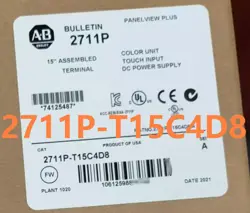 A-B
BULLETIN
2711P
PANELVIEW PLUS
15" ASSEMBLED
TERMINAL
COLOR UNIT
TOUCH INPUT
DC POWER SUPPLY
*74125487*
2711P-T15C4D8
CAT
PRODUCT OF USA
SER
A
2711P-T15C4D8
FW
PLANT 1020
DATE 2021